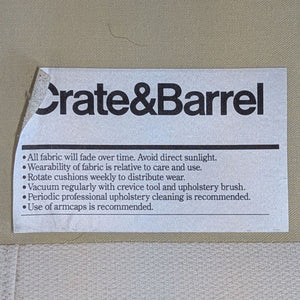 Crate&Barrel
• All fabric will fade over time. Avoid direct sunlight.
• Wearability of fabric is relative to care and use.
• Rotate cushions weekly to distribute wear.
• Vacuum regularly with crevice tool and upholstery brush.
• Periodic professional upholstery cleaning is recommended.
• Use of armcaps is recommended.